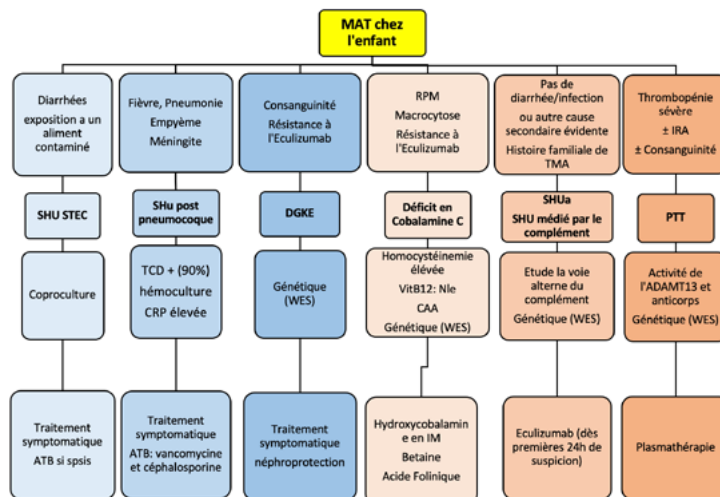 MAT chez
l'enfant
Diarrhées
exposition a un
aliment
contaminé
Fièvre, Pneumonie
Empyème
Méningite
Consanguinité
Résistance à
l'Eculizumab
RPM
Macrocytose
Résistance à
l'Eculizumab
Pas de
diarrhée/infection
ou autre cause
secondaire évidente
Histoire familiale de
TMA
Thrombopénie
sévère
± IRA
± Consanguinité
SHU STEC
SHu post
pneumocoque
DGKE
Déficit en
Cobalamine C
SHUa
SHU médié par le
complément
PTT
Coproculture
TCD + (90%)
hémoculture
CRP élevée
Génétique
(WES)
Homocystéinemie
élevée
VitB12: Nle
CAA
Génétique (WES)
Etude la voie
alterne du
complément
Génétique (WES)
Activité de
l'ADAMT13 et
anticorps
Génétique (WES)
Traitement
symptomatique
ATB si spsis
Traitement
symptomatique
ATB: vancomycine
et céphalosporine
Traitement
symptomatique
néphroprotection
Hydroxycobalamin
e en IM
Betaine
Acide Folinique
Eculizumab (dès
premières 24h de
suspicion)
Plasmathérapie